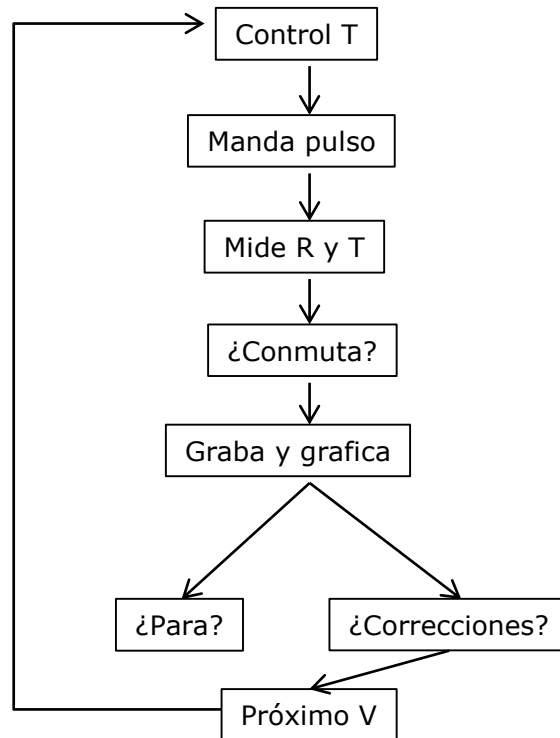 Control T
Manda pulso
Mide R y T
¿Conmuta?
Graba y grafica
¿Para?
¿Correcciones?
Próximo V